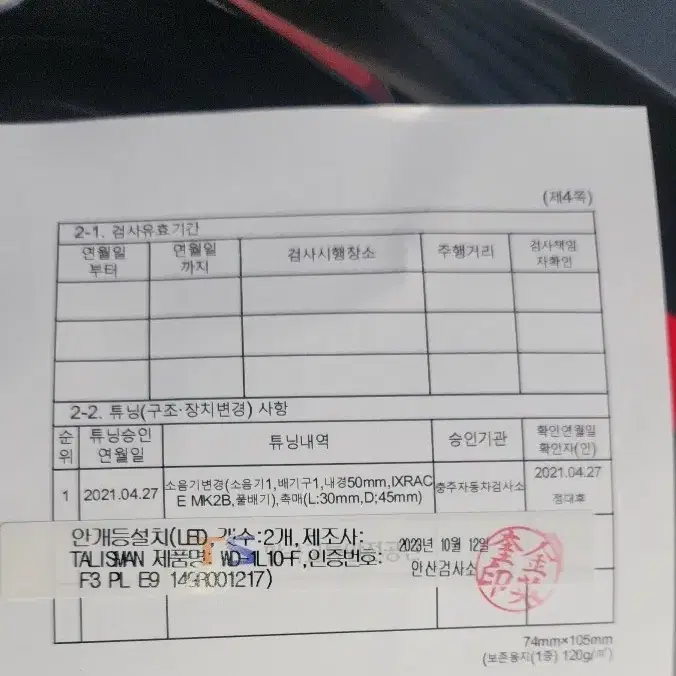 (제4쪽)
2-1. 검사유효기간
연월일 부터 연월일 까지 검사시행장소 주행거리 검사책임 자확인
2-2. 튜닝(구조·장치변경) 사항
순위 튜닝승인 연월일 튜닝내역 승인기관 확인연월일 확인자(인)
1 2021.04.27 소음기변경(소음기1,배기구1,내경50mm,IXRAC E MK2B,풀배기),촉매(L:30mm,D;45mm) 충주자동차검사소 2021.04.27 정대후
안개등설치(LED, 갯수:2개,제조사: 2023년 10월 12일
TALISMAN 제품명: WD-1L10-F,인증번호: 안산검사소
F3 PL E9 149R001217)
74mm×105mm
(보존용지(1종) 120g/㎡)